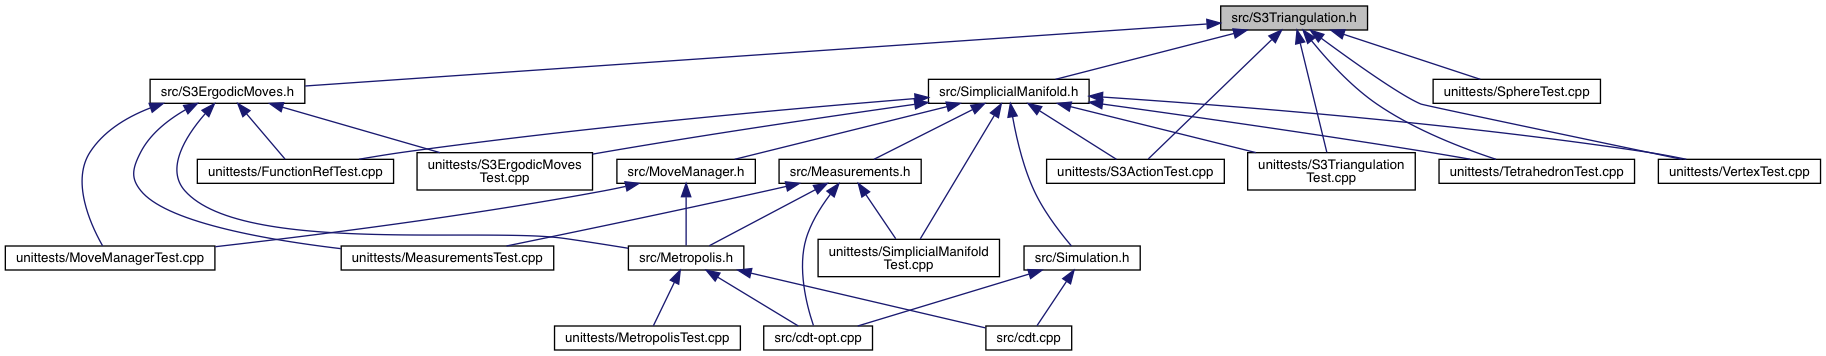 src/S3Triangulation.h
src/S3ErgodicMoves.h
src/SimplicialManifold.h
unittests/SphereTest.cpp
unittests/FunctionRefTest.cpp
unittests/S3ErgodicMoves
Test.cpp
src/MoveManager.h
src/Measurements.h
unittests/S3ActionTest.cpp
unittests/S3Triangulation
Test.cpp
unittests/TetrahedronTest.cpp
unittests/VertexTest.cpp
unittests/MoveManagerTest.cpp
unittests/MeasurementsTest.cpp
src/Metropolis.h
unittests/SimplicialManifold
Test.cpp
src/Simulation.h
unittests/MetropolisTest.cpp
src/cdt-opt.cpp
src/cdt.cpp